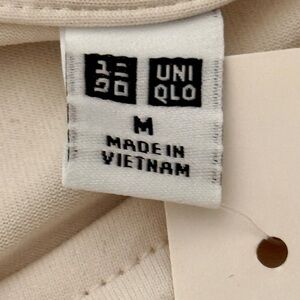 ユニ UNI
クロ QLO
M
MADE IN
VIETNAM